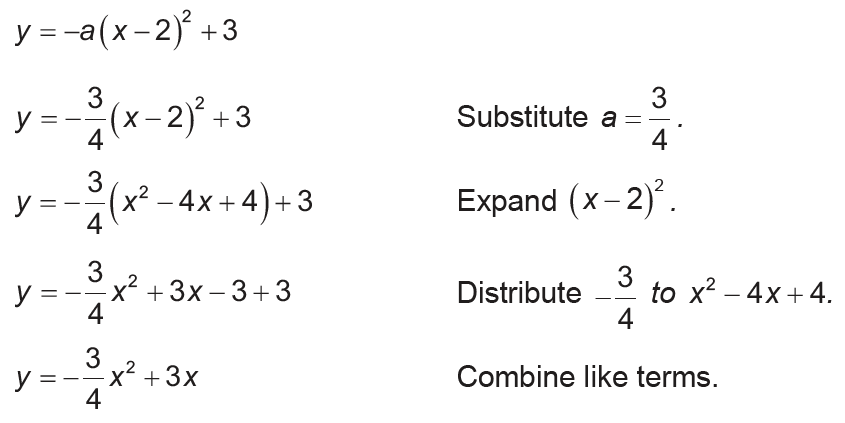 y = –a(x – 2)² + 3
y = –3/4(x – 2)² + 3 Substitute a = 3/4.
y = –3/4(x² – 4x + 4) + 3 Expand (x – 2)².
y = –3/4x² + 3x – 3 + 3 Distribute –3/4 to x² – 4x + 4.
y = –3/4x² + 3x Combine like terms.